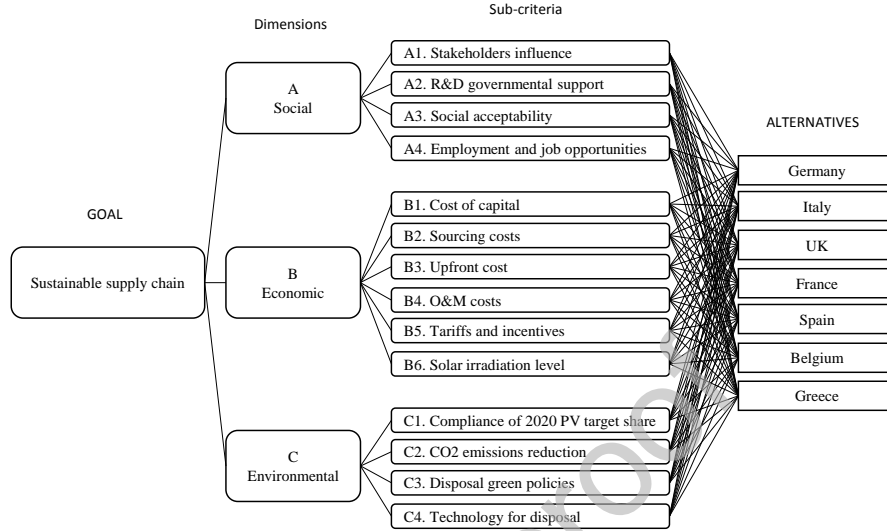 Sub-criteria
Dimensions
A1. Stakeholders influence
A2. R&D governmental support
A
Social
A3. Social acceptability
A4. Employment and job opportunities
ALTERNATIVES
Germany
Italy
UK
France
Spain
Belgium
Greece
GOAL
Sustainable supply chain
B
Economic
B1. Cost of capital
B2. Sourcing costs
B3. Upfront cost
B4. O&M costs
B5. Tariffs and incentives
B6. Solar irradiation level
C
Environmental
C1. Compliance of 2020 PV target share
C2. CO2 emissions reduction
C3. Disposal green policies
C4. Technology for disposal
roof